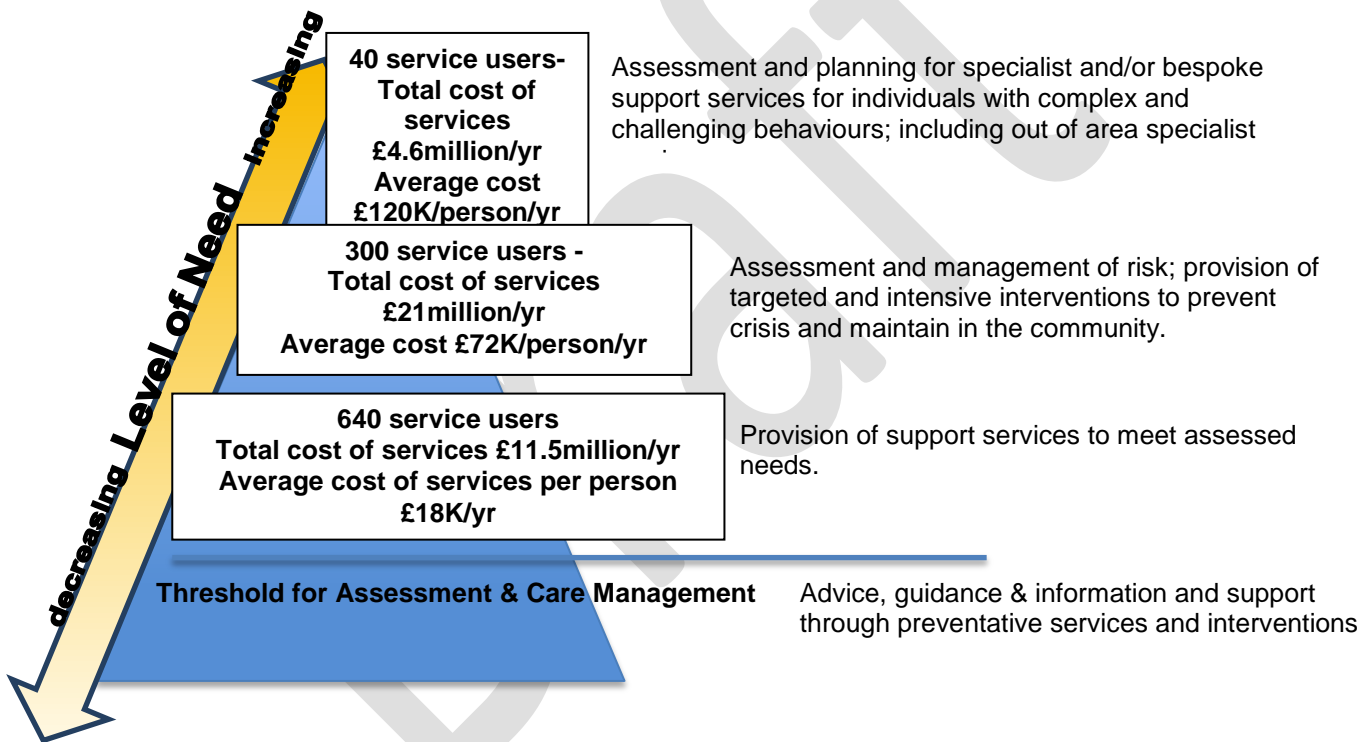 40 service users-
Total cost of
services
£4.6million/yr
Average cost
£120K/person/yr
Assessment and planning for specialist and/or bespoke
support services for individuals with complex and
challenging behaviours; including out of area specialist
300 service users -
Total cost of services
£21million/yr
Average cost £72K/person/yr
Assessment and management of risk; provision of
targeted and intensive interventions to prevent
crisis and maintain in the community.
640 service users
Total cost of services £11.5million/yr
Average cost of services per person
£18K/yr
Provision of support services to meet assessed
needs.
decreasing Level of Need Increasing
Threshold for Assessment & Care Management
Advice, guidance & information and support
through preventative services and interventions
Draft